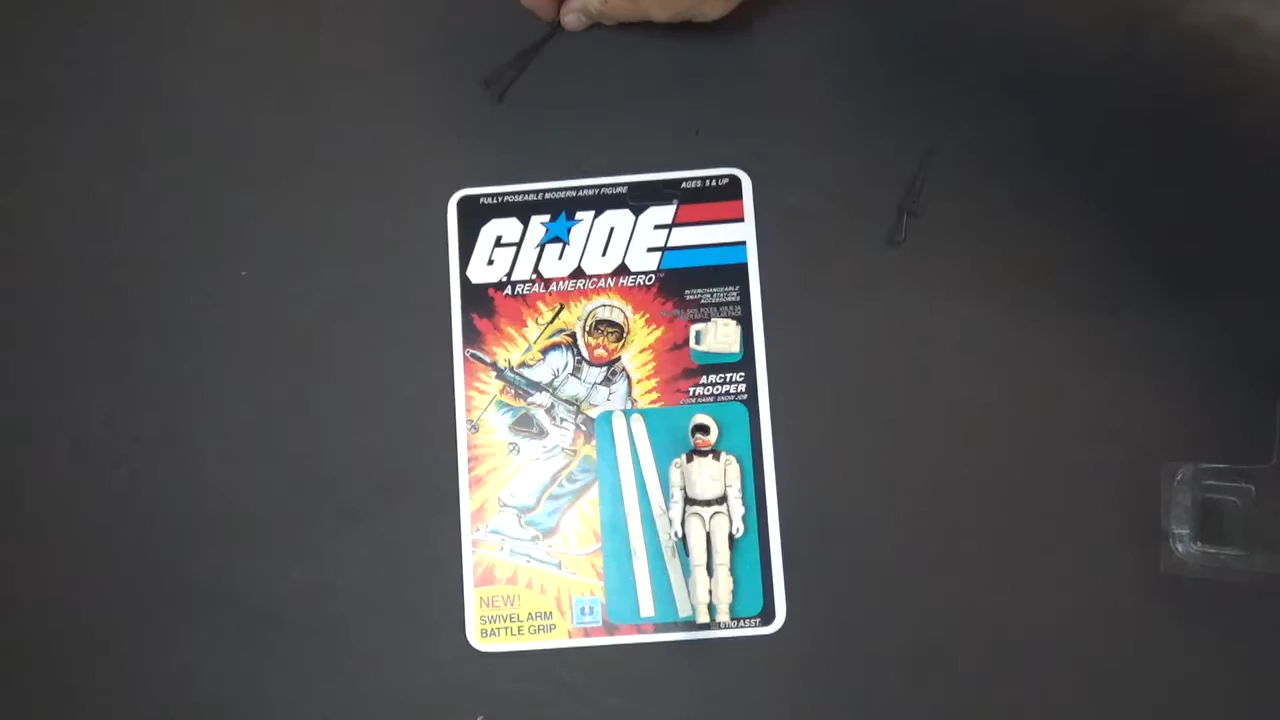 FULLY POSEABLE MODERN ARMY FIGURE
AGES: 5 & UP
G.I.JOE
A REAL AMERICAN HERO™
INTERCHANGEABLE
"SNAP-ON, STAY-ON"
ACCESSORIES
ARCTIC
TROOPER
CODE NAME: SNOW JOB
NEW!
SWIVEL ARM
BATTLE GRIP
6110 ASST.